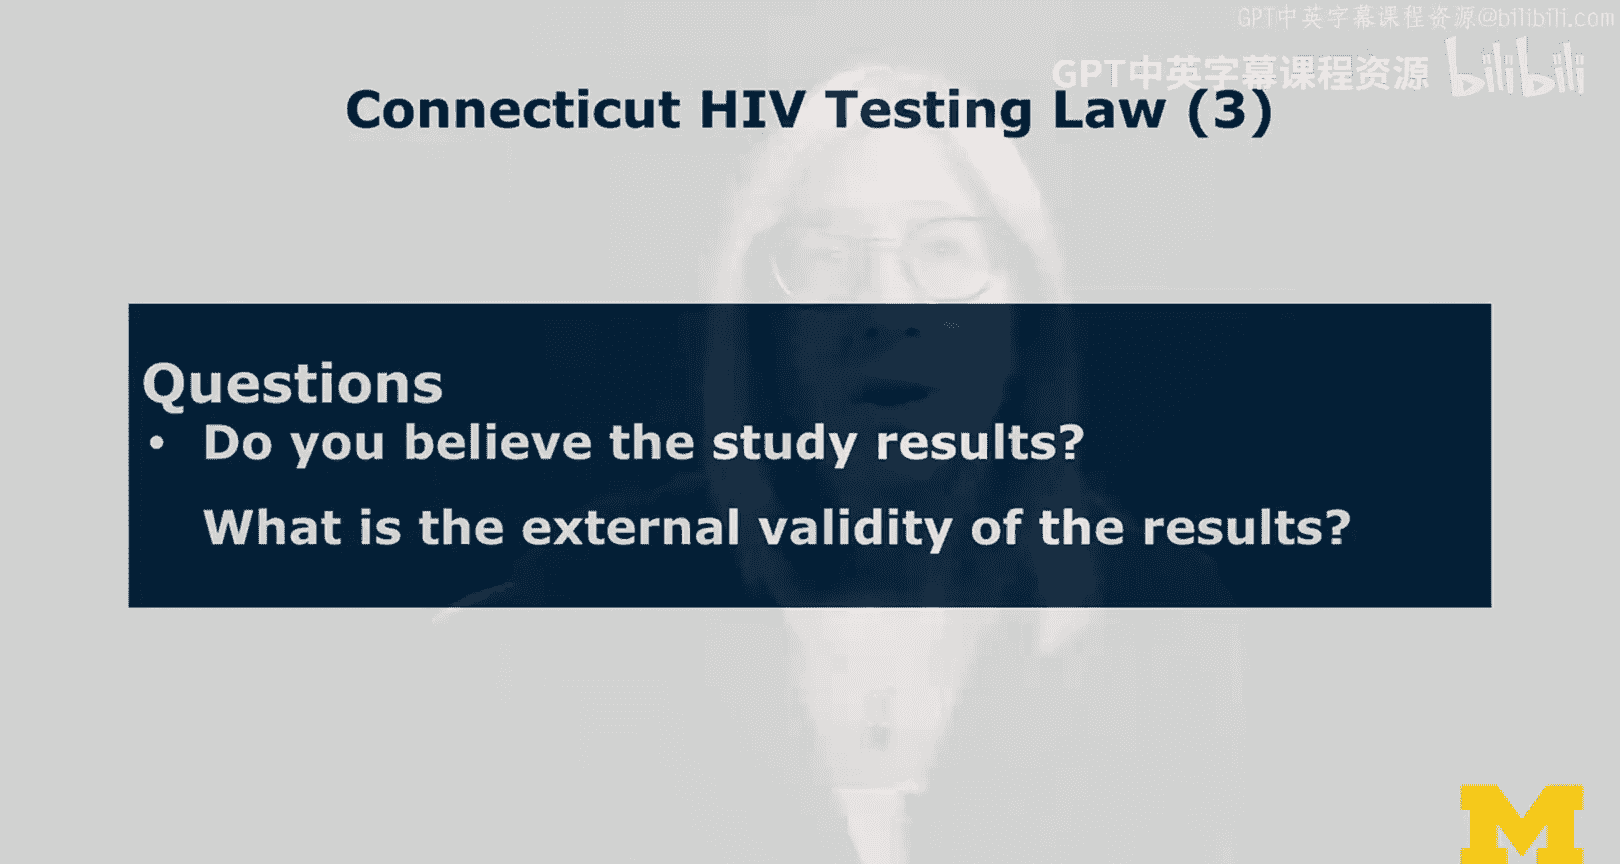 GPT中英字幕课程资源@bilibili.com
GPT中英字幕课程资源 bilibili
Connecticut HIV Testing Law (3)
Questions
• Do you believe the study results?
What is the external validity of the results?
M